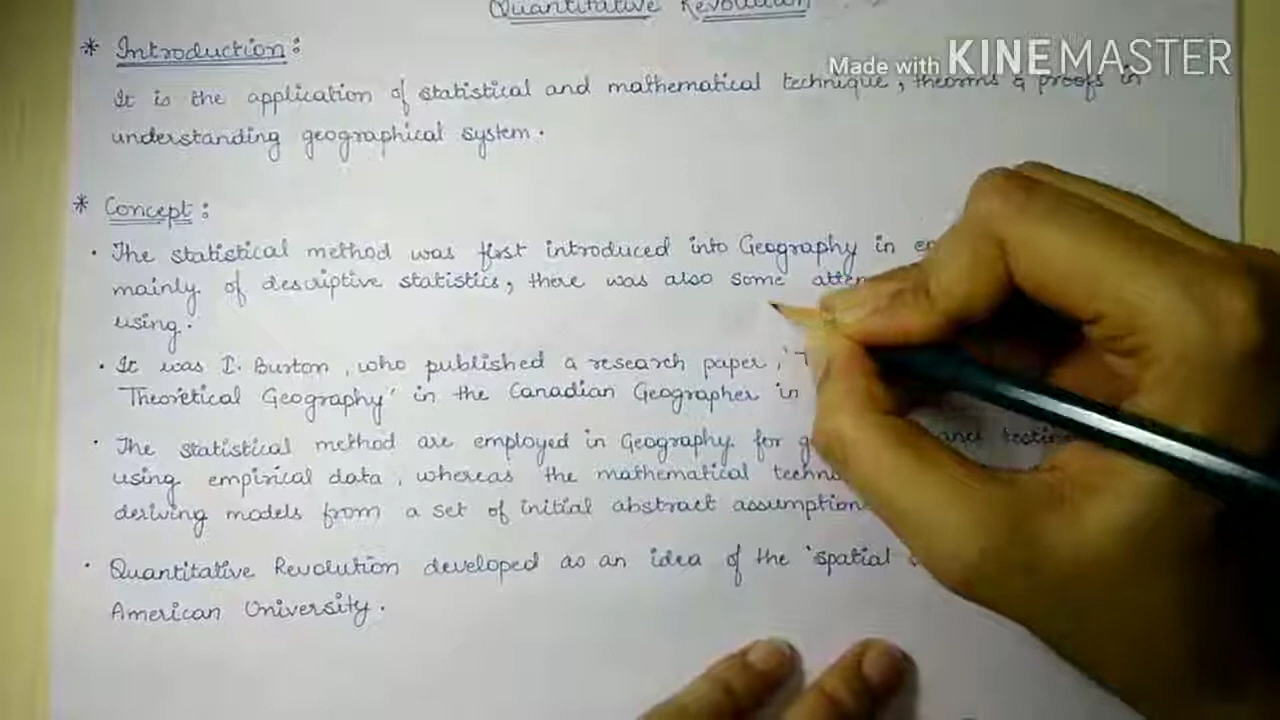 Quantitative Revolution
Made with KINEMASTER
* Introduction :
It is the application of statistical and mathematical technique, theorms & proofs in
understanding geographical system.
* Concept :
• The statistical method was first introduced into Geography in
mainly of descriptive statistics, there was also some
using.
• It was I. Burton, who published a research paper, '
Theoretical Geography' in the Canadian Geographer in
• The statistical method are employed in Geography for
using empirical data, whereas the mathematical
deriving models from a set of initial abstract
• Quantitative Revolution developed as an idea of the 'spatial
American University.